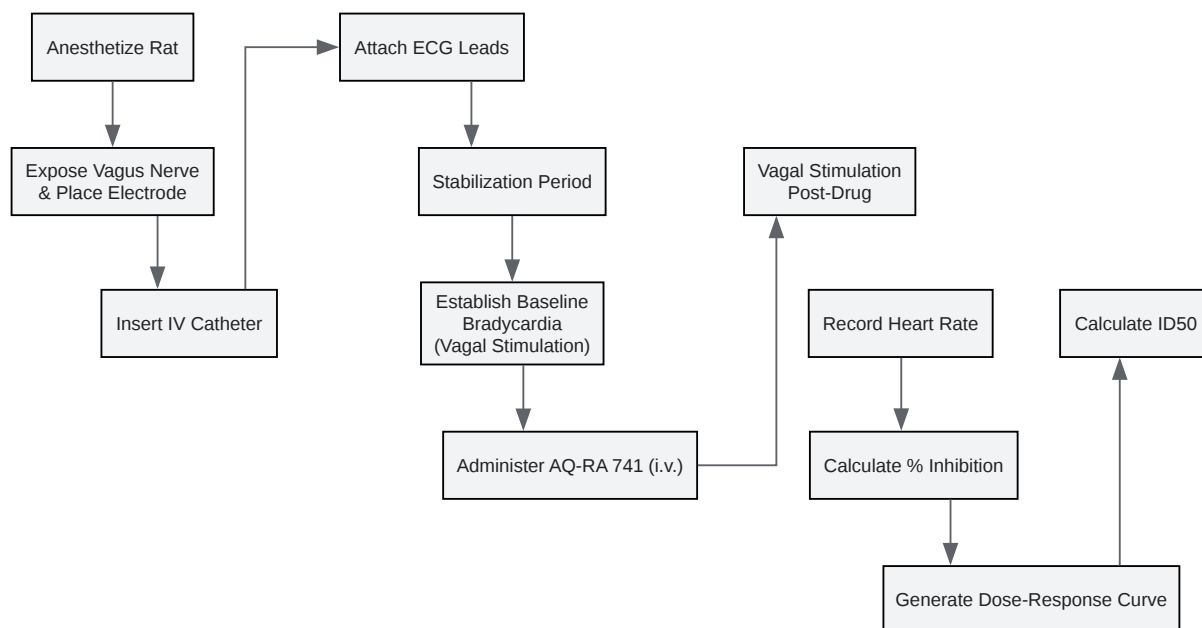 Anesthetize Rat
Expose Vagus Nerve
& Place Electrode
Insert IV Catheter
Attach ECG Leads
Stabilization Period
Establish Baseline
Bradycardia
(Vagal Stimulation)
Administer AQ-RA 741 (i.v.)
Vagal Stimulation
Post-Drug
Record Heart Rate
Calculate % Inhibition
Generate Dose-Response Curve
Calculate ID50